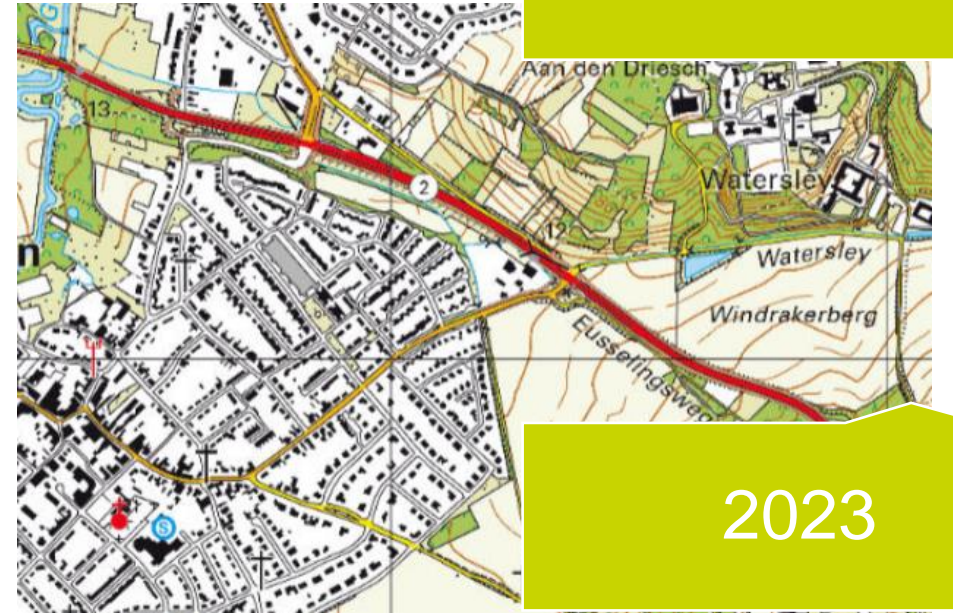 G
Aan den Driesch
13
Watersley
2
12
n
Watersley
Windrakerberg
Eusselingsweg
S
2023